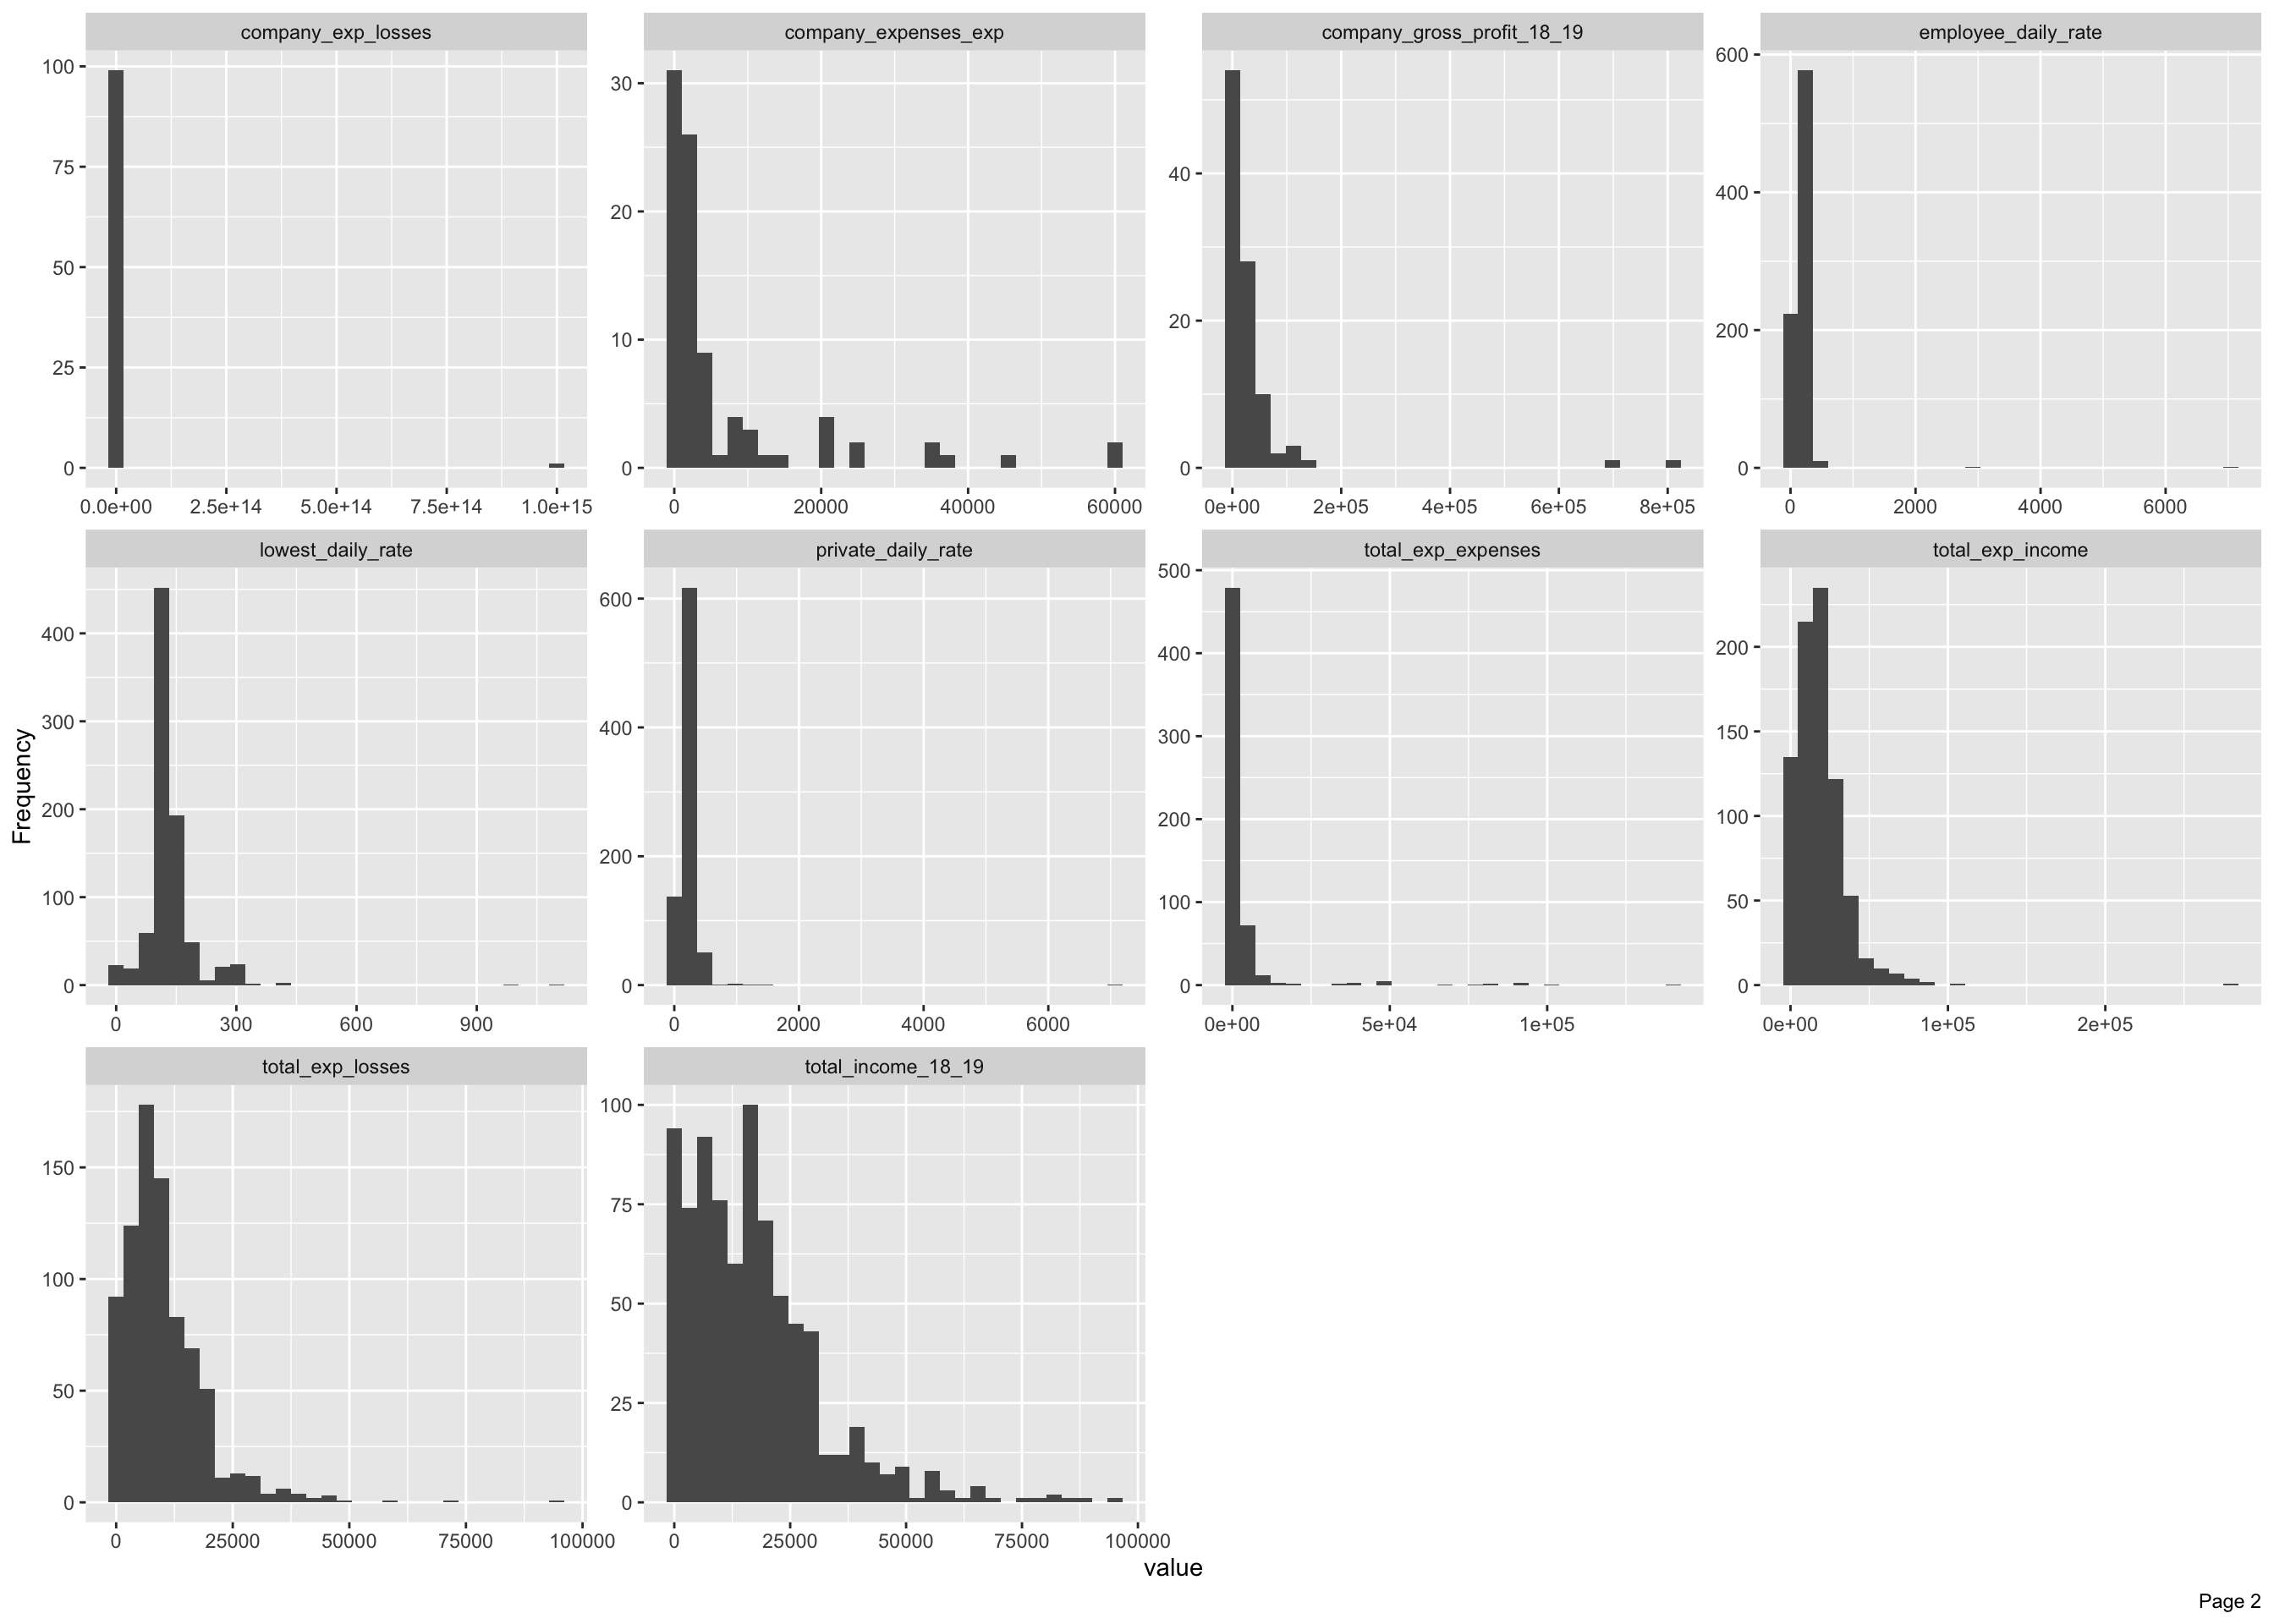 company_exp_losses
100
75
50
25
0
0.0e+00 2.5e+14 5.0e+14 7.5e+14 1.0e+15
company_expenses_exp
30
20
10
0
0 20000 40000 60000
company_gross_profit_18_19
40
20
0
0e+00 2e+05 4e+05 6e+05 8e+05
employee_daily_rate
600
400
200
0
0 2000 4000 6000
lowest_daily_rate
400
300
200
100
0
0 300 600 900
private_daily_rate
600
400
200
0
0 2000 4000 6000
total_exp_expenses
500
400
300
200
100
0
0e+00 5e+04 1e+05
total_exp_income
200
150
100
50
0
0e+00 1e+05 2e+05
total_exp_losses
150
100
50
0
0 25000 50000 75000 100000
total_income_18_19
100
75
50
25
0
0 25000 50000 75000 100000
Frequency
value
Page 2